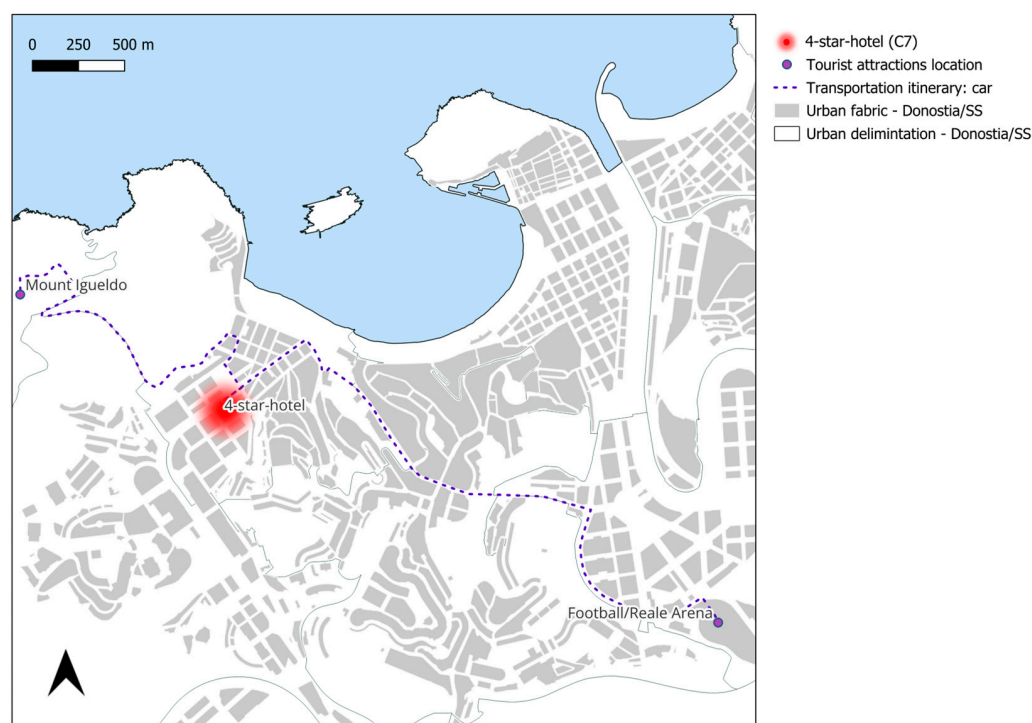 0 250 500 m
4-star-hotel (C7)
Tourist attractions location
Transportation itinerary: car
Urban fabric - Donostia/SS
Urban delimintation - Donostia/SS
Mount Igueldo
4-star-hotel
Football/Reale Arena